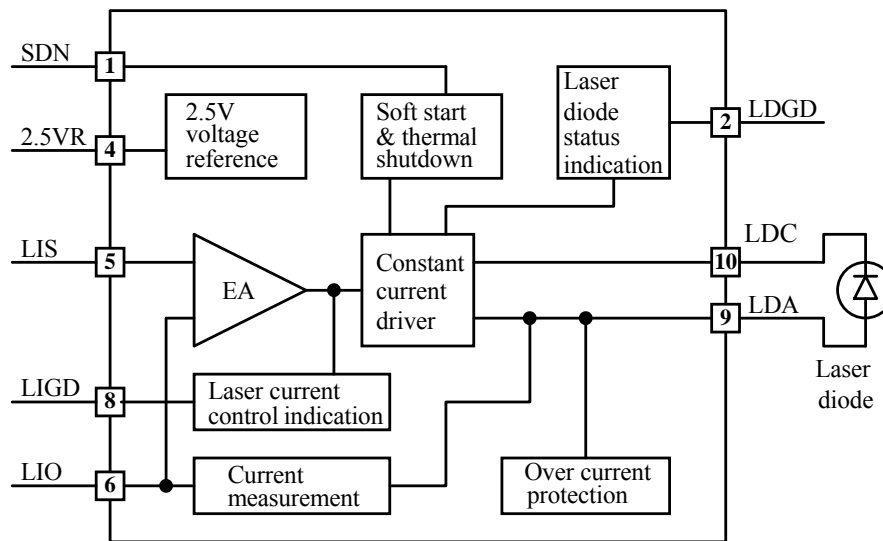 SDN
1
2.5VR
4
2.5V
voltage
reference
Soft start
& thermal
shutdown
Laser
diode
status
indication
2
LDGD
LIS
5
EA
Constant
current
driver
LDC
10
LDA
9
Laser
diode
LIGD
8
Laser current
control indication
LIO
6
Current
measurement
Over current
protection